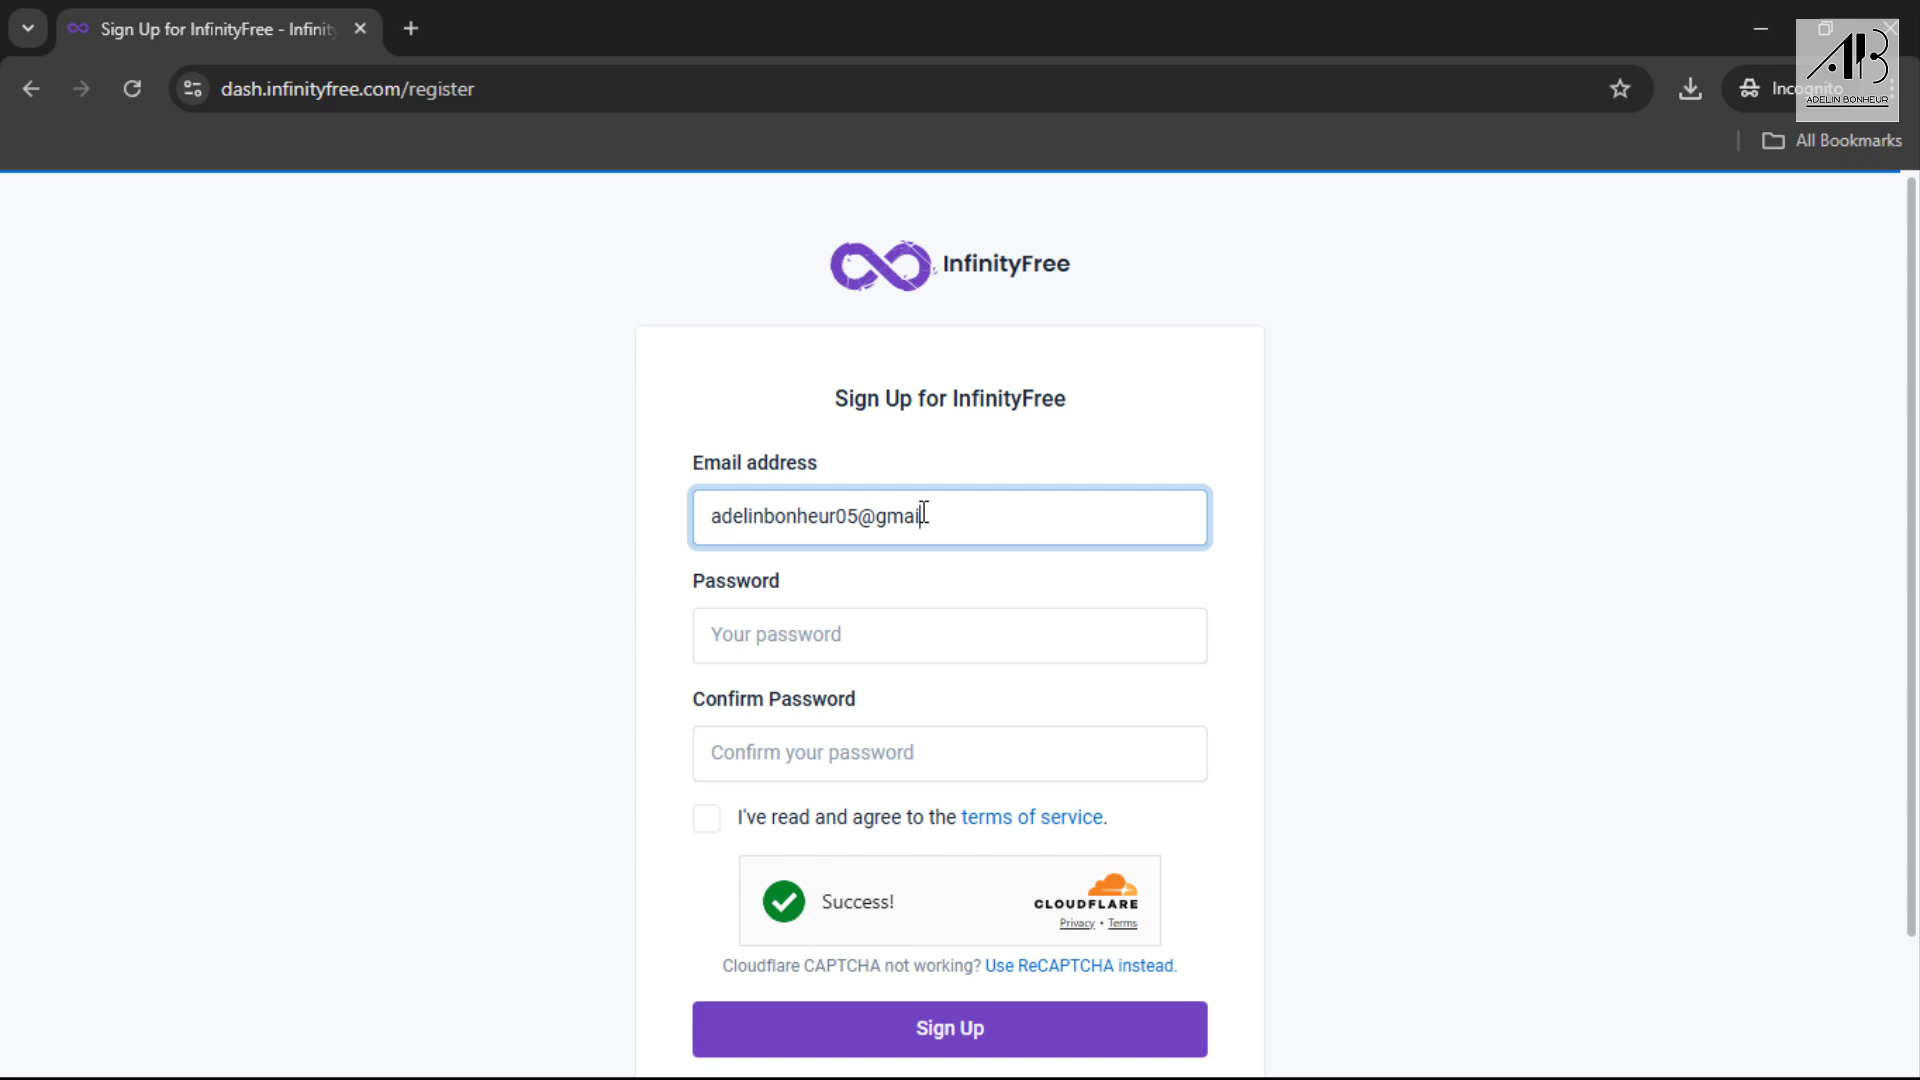 Sign Up for InfinityFree - Infinit
dash.infinityfree.com/register
Incognito
AB
ADELIN BONHEUR
All Bookmarks
InfinityFree
Sign Up for InfinityFree
Email address
adelinbonheur05@gmai
Password
Your password
Confirm Password
Confirm your password
I've read and agree to the terms of service.
Success!
CLOUDFLARE
Privacy • Terms
Cloudflare CAPTCHA not working? Use ReCAPTCHA instead.
Sign Up